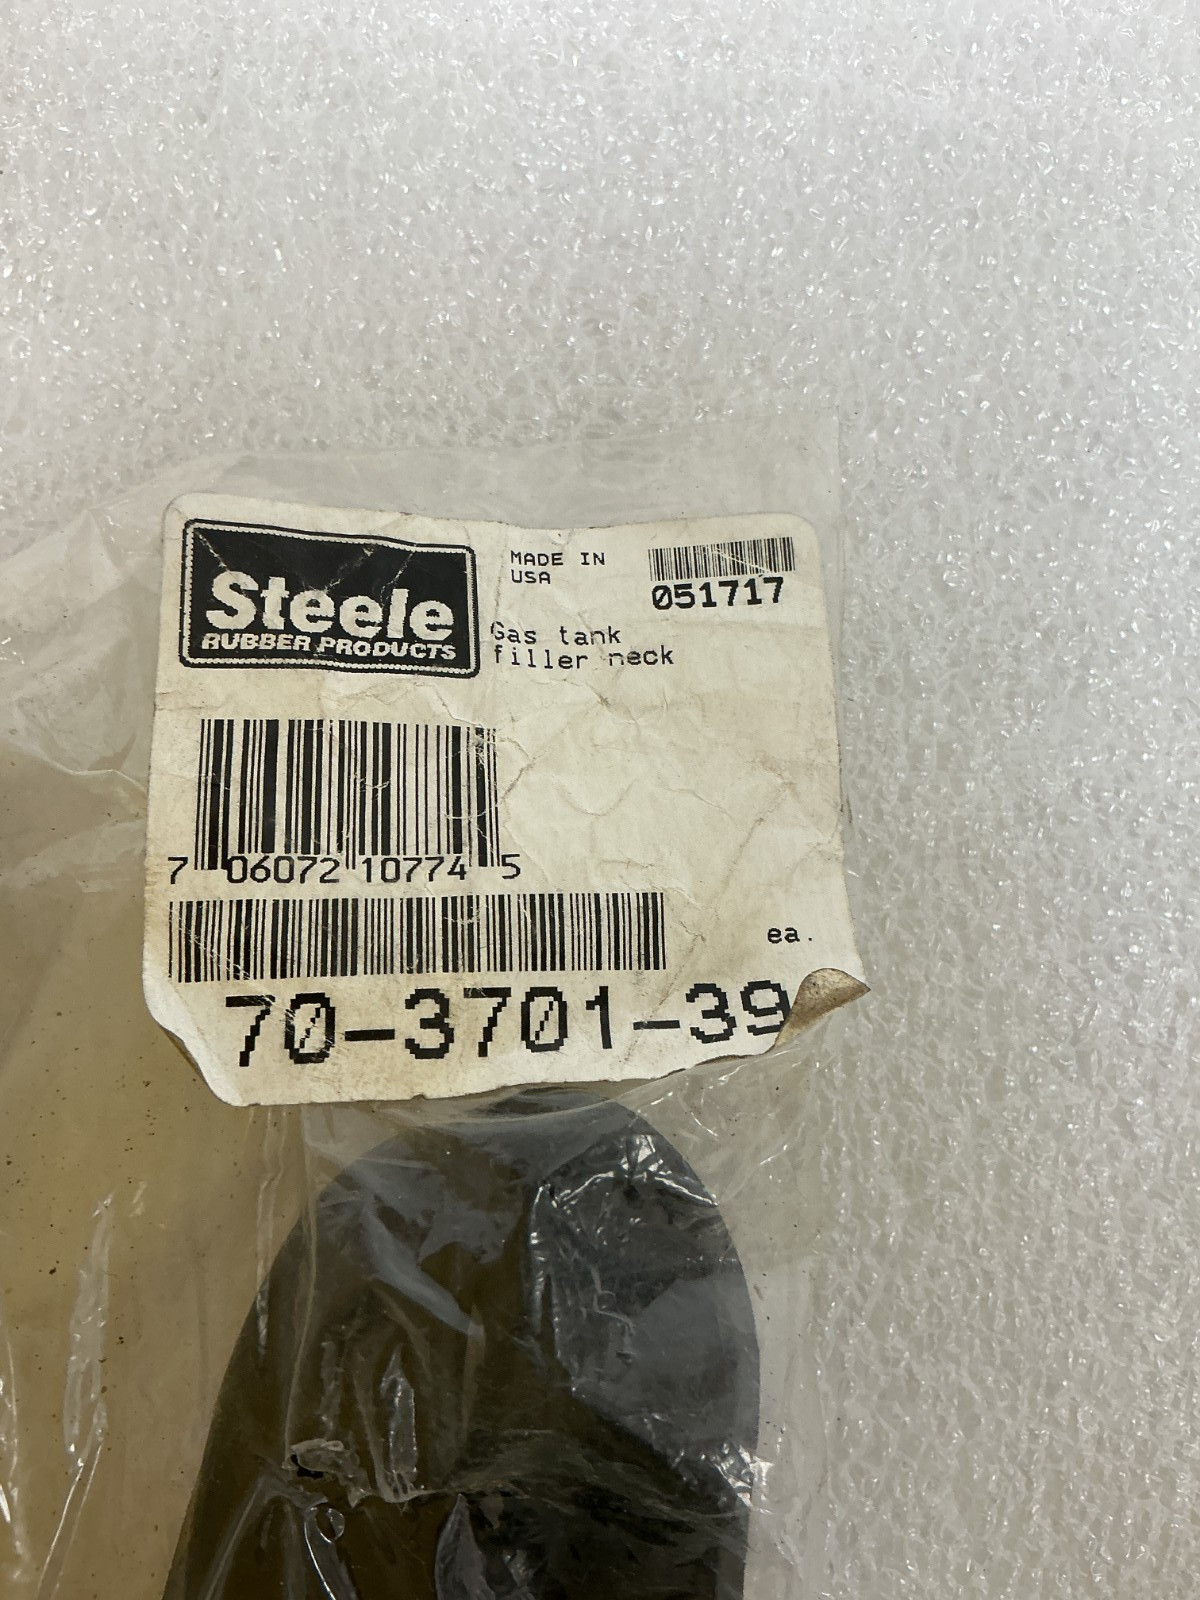 Steele
RUBBER PRODUCTS
MADE IN
USA
051717
Gas tank
filler neck
7 06072 10774 5
ea.
70-3701-39